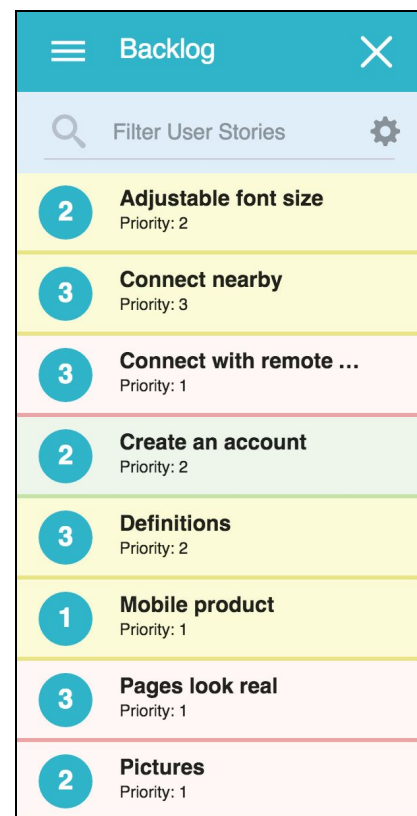 Backlog
Filter User Stories
2 Adjustable font size
Priority: 2
3 Connect nearby
Priority: 3
3 Connect with remote ...
Priority: 1
2 Create an account
Priority: 2
3 Definitions
Priority: 2
1 Mobile product
Priority: 1
3 Pages look real
Priority: 1
2 Pictures
Priority: 1